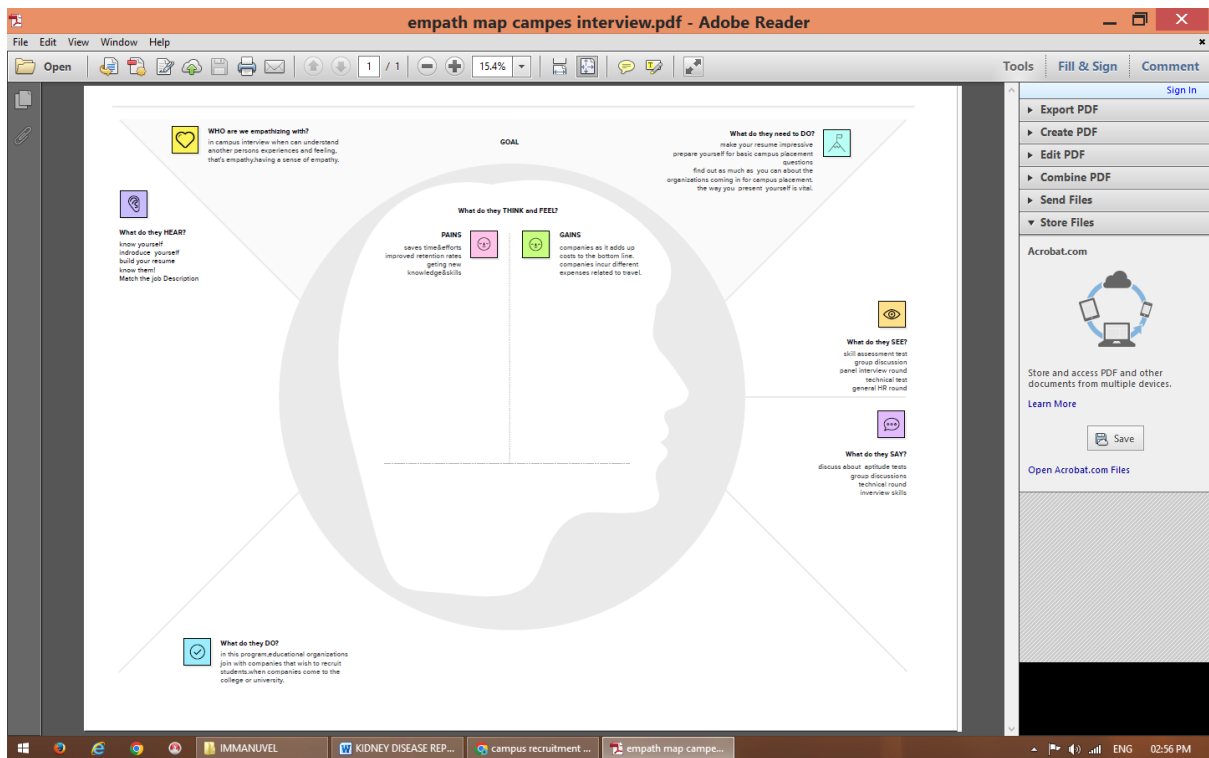 empath map campes interview.pdf - Adobe Reader
File Edit View Window Help
Open
1 / 1
15.4%
Tools
Fill & Sign
Comment
Sign In
Export PDF
Create PDF
Edit PDF
Combine PDF
Send Files
Store Files
Acrobat.com
Store and access PDF and other
documents from multiple devices.
Learn More
Save
Open Acrobat.com Files
WHO are we empathizing with?
in campus interview when can understand
another persons experiences and feeling,
that's empathy.having a sense of empathy.
GOAL
What do they need to DO?
make your resume impressive
prepare yourself for basic campus placement
questions
find out as much as you can about the
organizations coming in for campus placement.
the way you present yourself is vital.
What do they HEAR?
know yourself
indroduce yourself
build your resume
know them!
Match the job Description
What do they THINK and FEEL?
PAINS
saves time&efforts
improved retention rates
geting new
knowledge&skills
GAINS
companies as it adds up
costs to the bottom line.
companies incur different
expenses related to travel.
What do they SEE?
skill assessment test
group discussion
panel interview round
technical test
general HR round
What do they SAY?
discuss about aptitude tests
group discussions
technical round
inverview skills
What do they DO?
in this program,educational organizations
join with companies that wish to recruit
students.when companies come to the
college or university.
IMMANUVEL
KIDNEY DISEASE REP...
campus recruitment ...
empath map campe...
ENG
02:56 PM